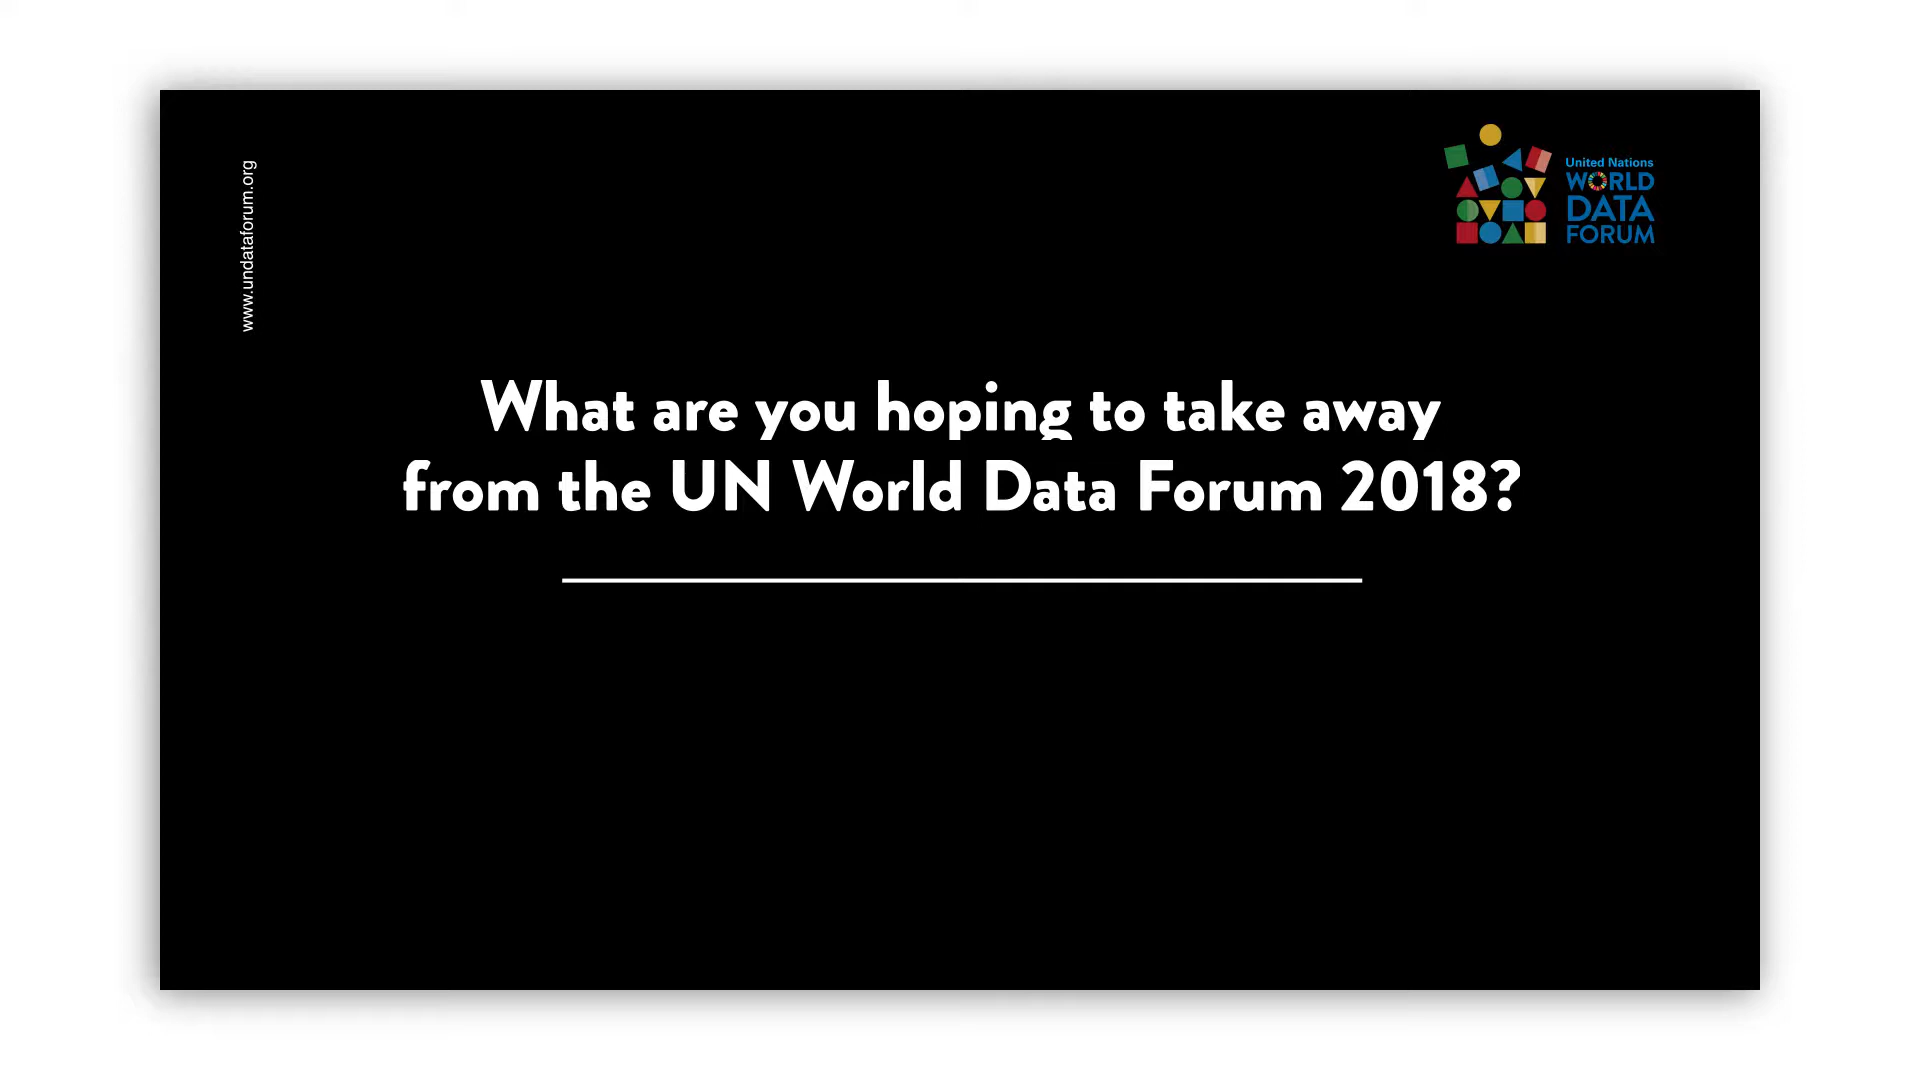 www.undataforum.org
United Nations
WORLD
DATA
FORUM
What are you hoping to take away
from the UN World Data Forum 2018?